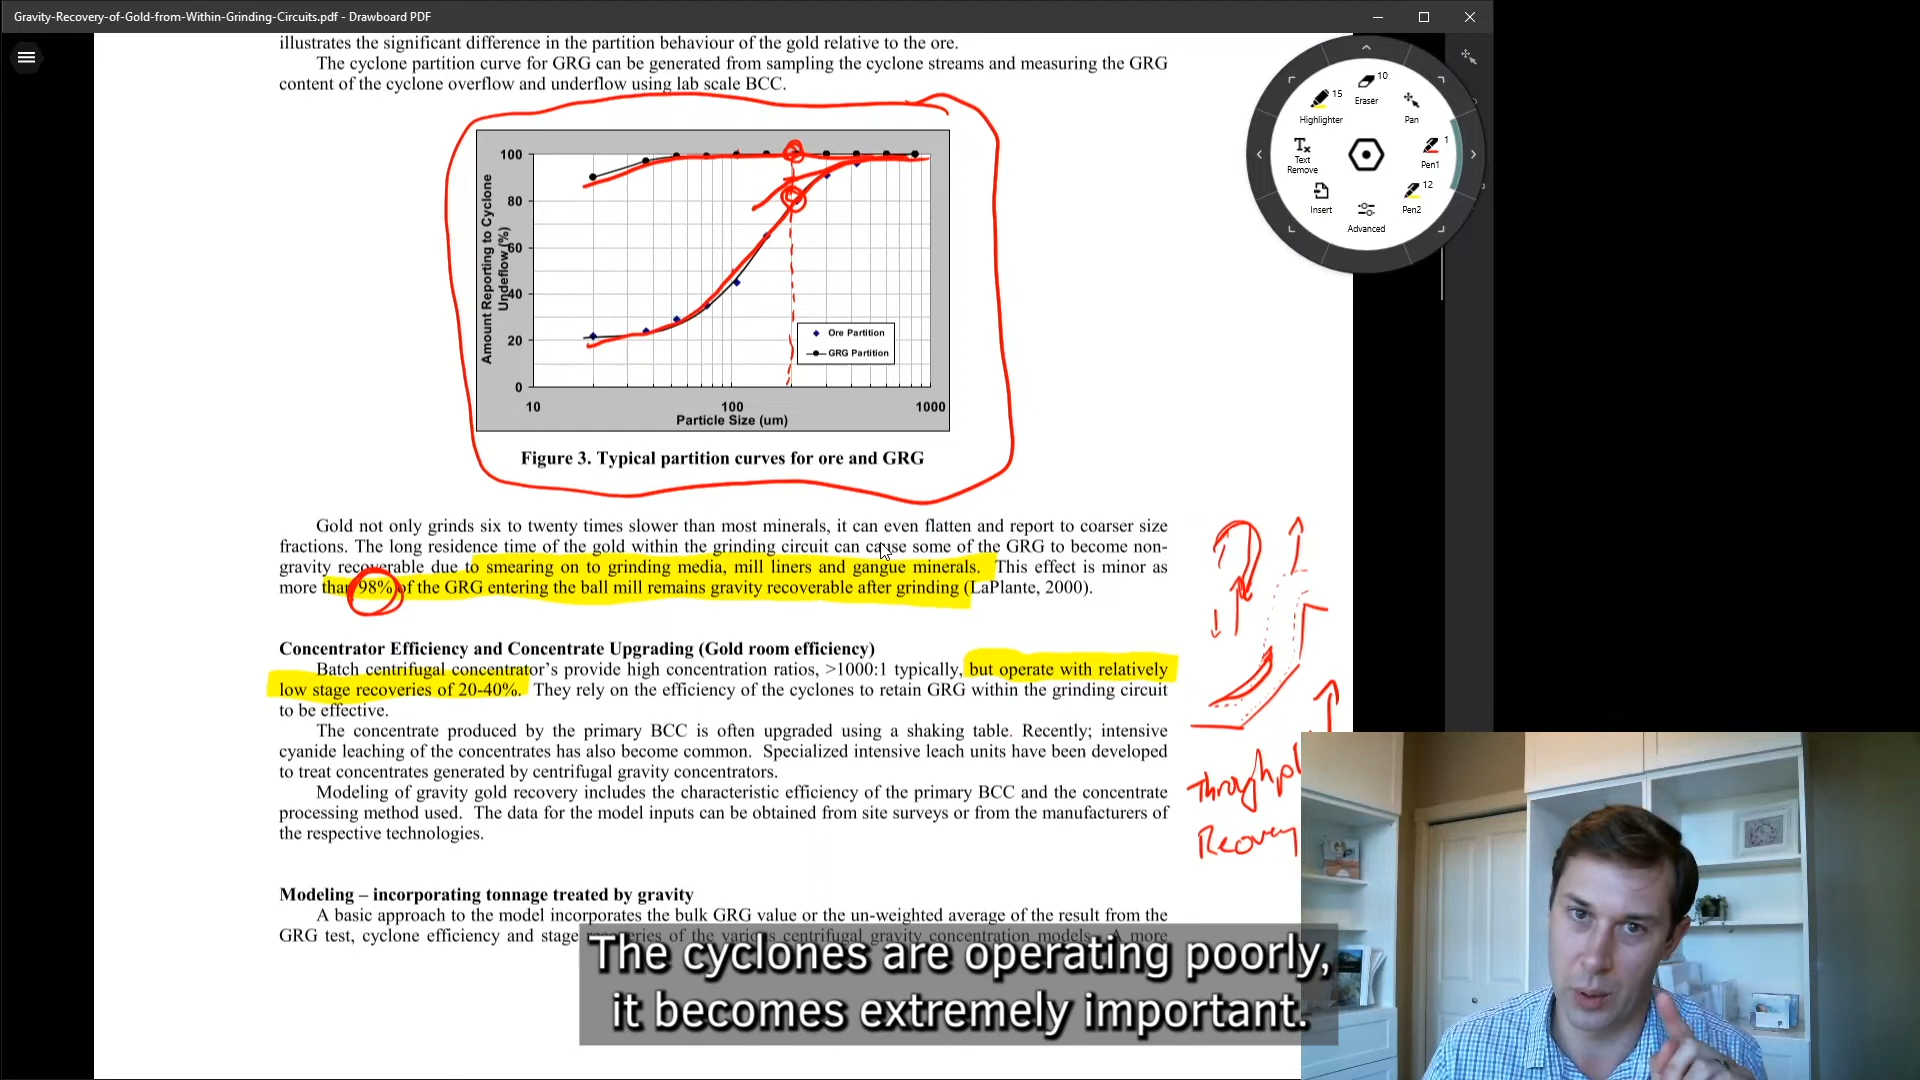 Gravity-Recovery-of-Gold-from-Within-Grinding-Circuits.pdf - Drawboard PDF
illustrates the significant difference in the partition behaviour of the gold relative to the ore.
The cyclone partition curve for GRG can be generated from sampling the cyclone streams and measuring the GRG
content of the cyclone overflow and underflow using lab scale BCC.
Amount Reporting to Cyclone
Undeflow (%)
100
80
60
40
20
0
10
100
1000
Particle Size (um)
Ore Partition
GRG Partition
Figure 3. Typical partition curves for ore and GRG
Gold not only grinds six to twenty times slower than most minerals, it can even flatten and report to coarser size
fractions. The long residence time of the gold within the grinding circuit can cause some of the GRG to become non-
gravity recoverable due to smearing on to grinding media, mill liners and gangue minerals. This effect is minor as
more than 98% of the GRG entering the ball mill remains gravity recoverable after grinding (LaPlante, 2000).
Concentrator Efficiency and Concentrate Upgrading (Gold room efficiency)
Batch centrifugal concentrator's provide high concentration ratios, >1000:1 typically, but operate with relatively
low stage recoveries of 20-40%. They rely on the efficiency of the cyclones to retain GRG within the grinding circuit
to be effective.
The concentrate produced by the primary BCC is often upgraded using a shaking table. Recently; intensive
cyanide leaching of the concentrates has also become common. Specialized intensive leach units have been developed
to treat concentrates generated by centrifugal gravity concentrators.
Modeling of gravity gold recovery includes the characteristic efficiency of the primary BCC and the concentrate
processing method used. The data for the model inputs can be obtained from site surveys or from the manufacturers of
the respective technologies.
Modeling – incorporating tonnage treated by gravity
A basic approach to the model incorporates the bulk GRG value or the un-weighted average of the result from the
GRG test, cyclone efficiency and stage recoveries of the various centrifugal gravity concentration models. A more
10
Eraser
15
Highlighter
Pan
Tx
Text
Remove
1
Pen1
Insert
12
Pen2
Advanced
Recovery
The cyclones are operating poorly,
it becomes extremely important.